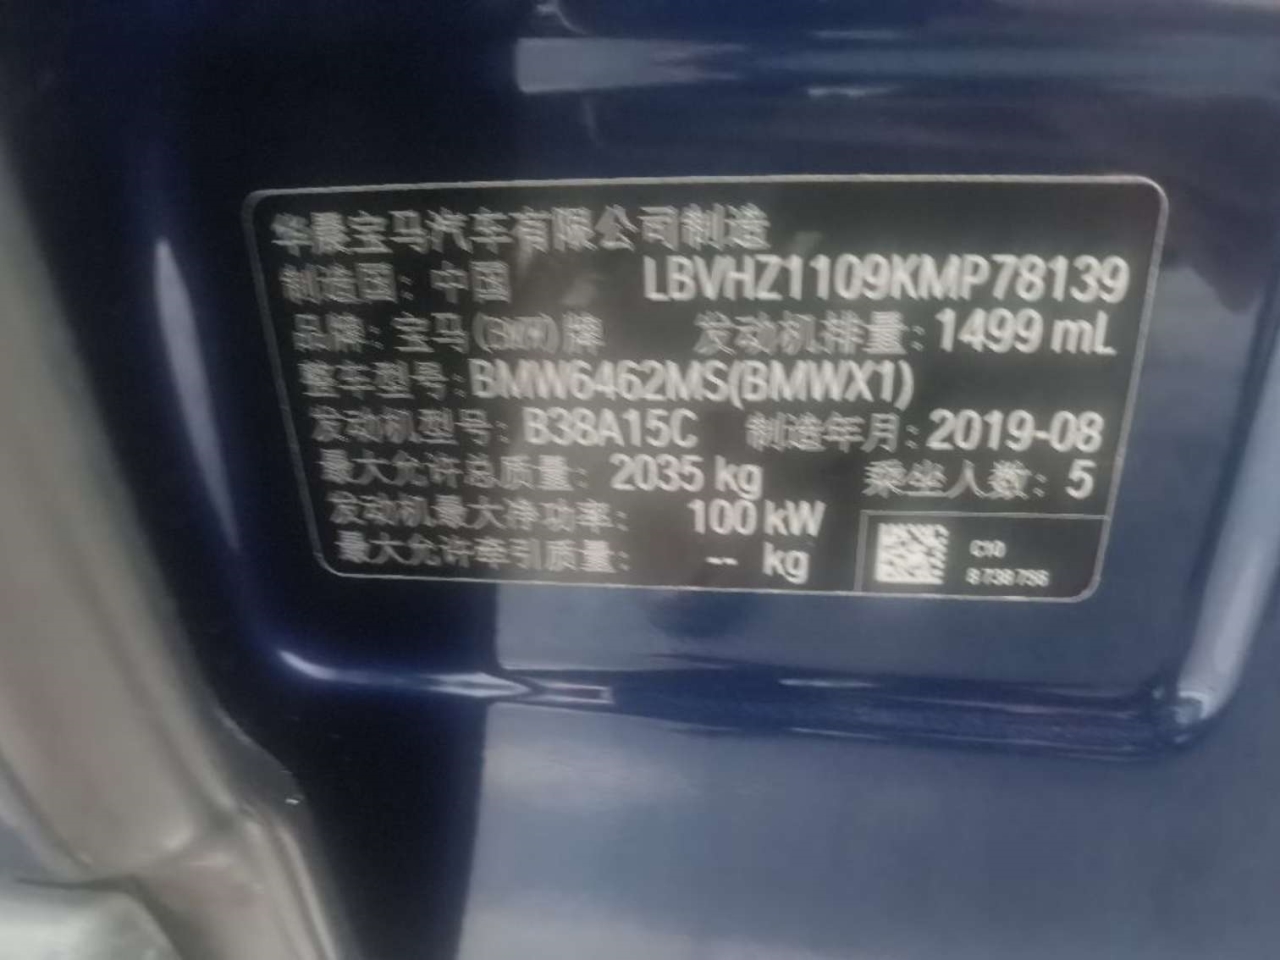 华晨宝马汽车有限公司制造
制造国：中国 LBVHZ1109KMP78139
品牌：宝马(BMW)牌 发动机排量：1499 mL
整车型号：BMW6462MS(BMWX1)
发动机型号：B38A15C 制造年月：2019-08
最大允许总质量：2035 kg 乘坐人数：5
发动机最大净功率：100 kW
最大允许牵引质量：-- kg
C10
8 738 736